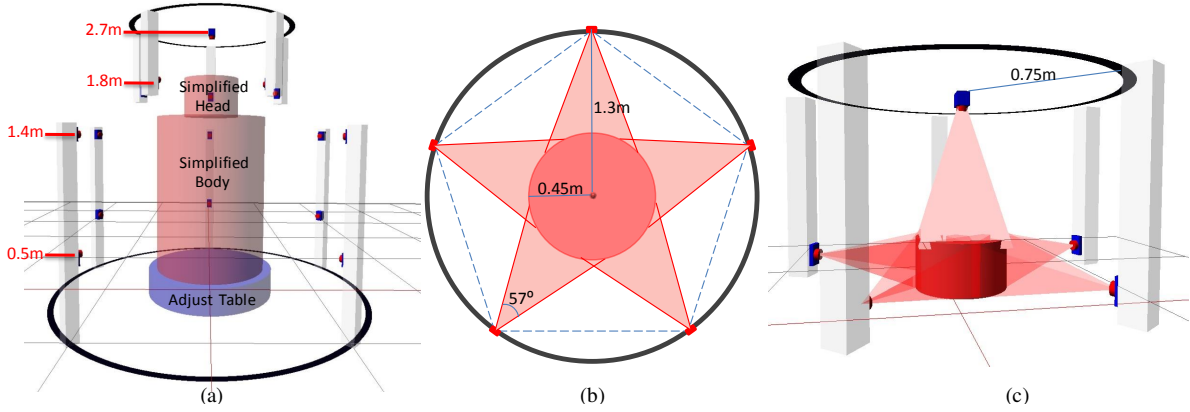 2.7m
1.8m
Simplified
Head
1.4m
Simplified
Body
0.5m
Adjust Table
(a)
1.3m
0.45m
57⁰
(b)
0.75m
(c)